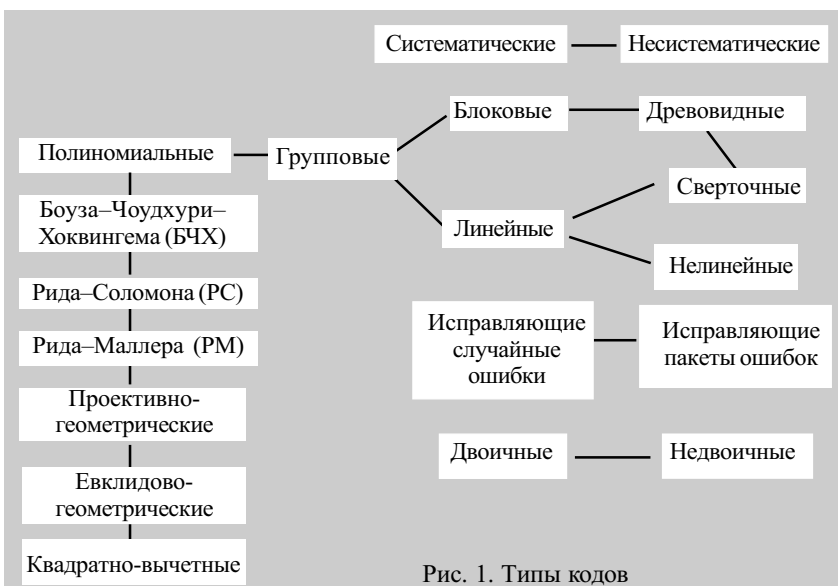 Систематические
Несистематические
Блоковые
Древовидные
Полиномиальные
Групповые
Сверточные
Боуза–Чоудхури–
Хоквингема (БЧХ)
Линейные
Нелинейные
Рида–Соломона (РС)
Рида–Маллера (РМ)
Исправляющие
случайные
ошибки
Исправляющие
пакеты ошибок
Проективно-
геометрические
Двоичные
Недвоичные
Евклидово-
геометрические
Квадратно-вычетные
Рис. 1. Типы кодов